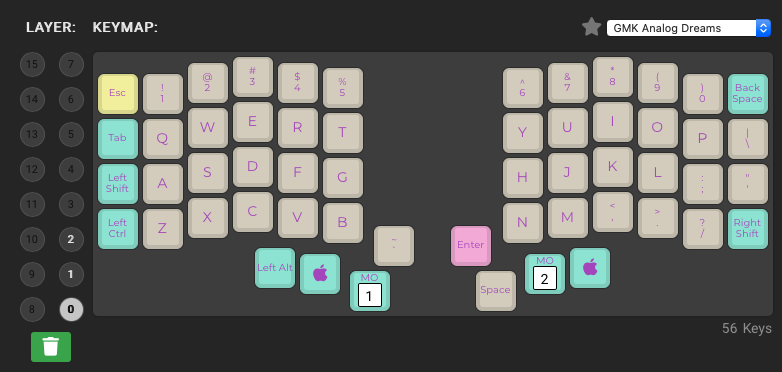 LAYER: KEYMAP:
GMK Analog Dreams
15 7
14 6
13 5
12 4
11 3
10 2
9 1
8 0
Esc
!
1
@
2
#
3
$
4
%
5
^
6
&
7
*
8
(
9
)
0
Back
Space
Tab
Q
W
E
R
T
Y
U
I
O
P
|
\
Left
Shift
A
S
D
F
G
H
J
K
L
:
;
"
'
Left
Ctrl
Z
X
C
V
B
~
`
Enter
N
M
<
,
>
.
?
/
Right
Shift
Left Alt
MO
1
Space
MO
2
56 Keys